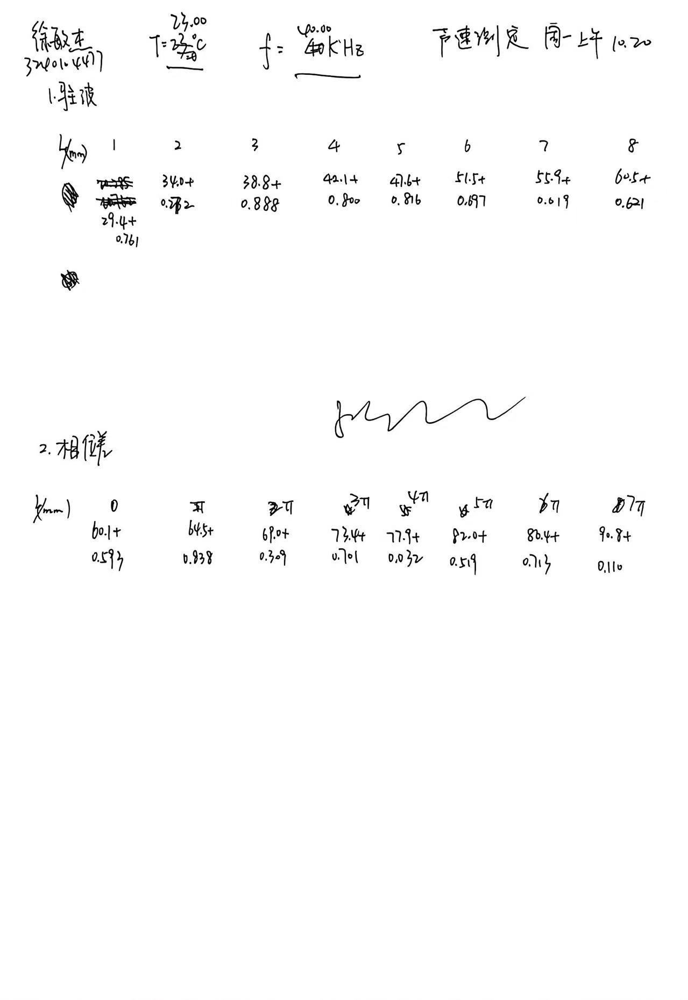 徐敏杰 T=23.00℃ f=40.00KHz 声速测定 周一上午 10.20
3240104477
1.驻波
L/(mm) 1 2 3 4 5 6 7 8
34.0+ 38.8+ 42.1+ 47.6+ 51.5+ 55.9+ 60.5+
0.888 0.800 0.816 0.697 0.019 0.621
29.4+
0.761
2.相位差
L/(mm) 0 π 2π 3π 4π 5π 6π 7π
60.1+ 64.5+ 69.0+ 73.4+ 77.9+ 82.0+ 86.4+ 90.8+
0.593 0.838 0.309 0.701 0.032 0.519 0.713 0.110